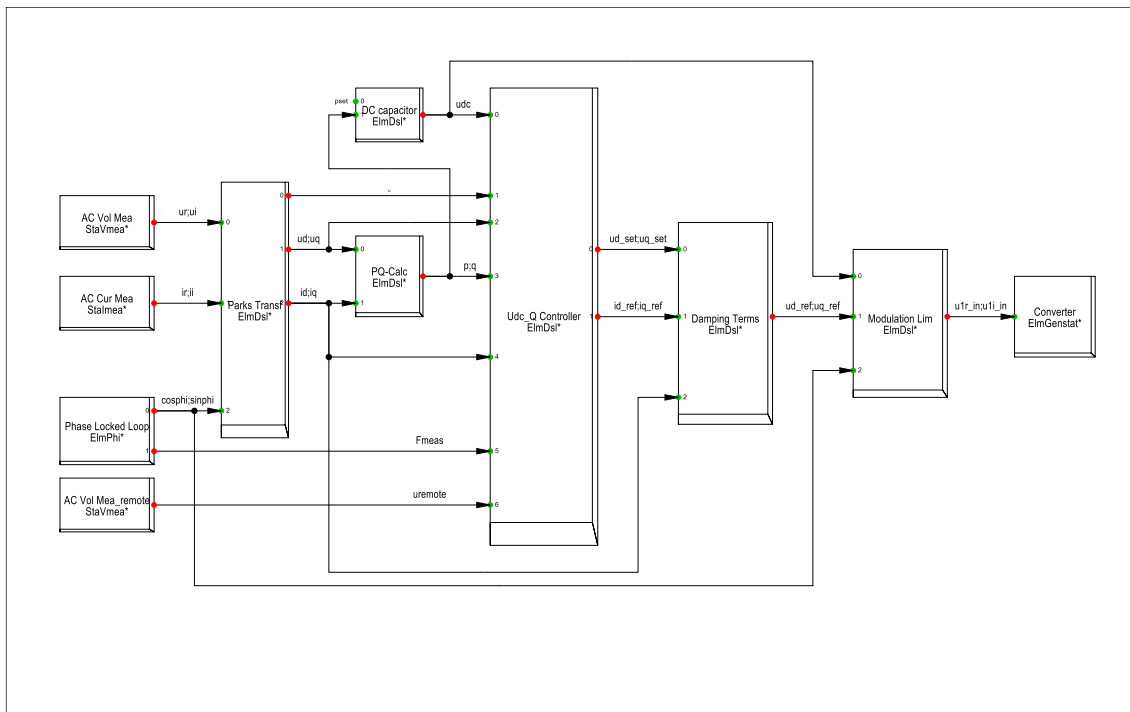 pset
0
DC capacitor
1
ElmDsl*
udc
0
AC Vol Mea
StaVmea*
ur;ui
0
0
u
1
1
ud;uq
2
0
PQ-Calc
ElmDsl*
1
p;q
3
AC Cur Mea
StaImea*
ir;ii
1
Parks Transf
ElmDsl*
2
id;iq
4
Udc_Q Controller
ElmDsl*
0
ud_set;uq_set
0
1
id_ref;iq_ref
1
Damping Terms
ElmDsl*
2
ud_ref;uq_ref
0
1
Modulation Lim
ElmDsl*
2
u1r_in;u1i_in
Converter
ElmGenstat*
0
cosphi;sinphi
2
Phase Locked Loop
ElmPhi*
1
Fmeas
5
AC Vol Mea_remote
StaVmea*
uremote
6